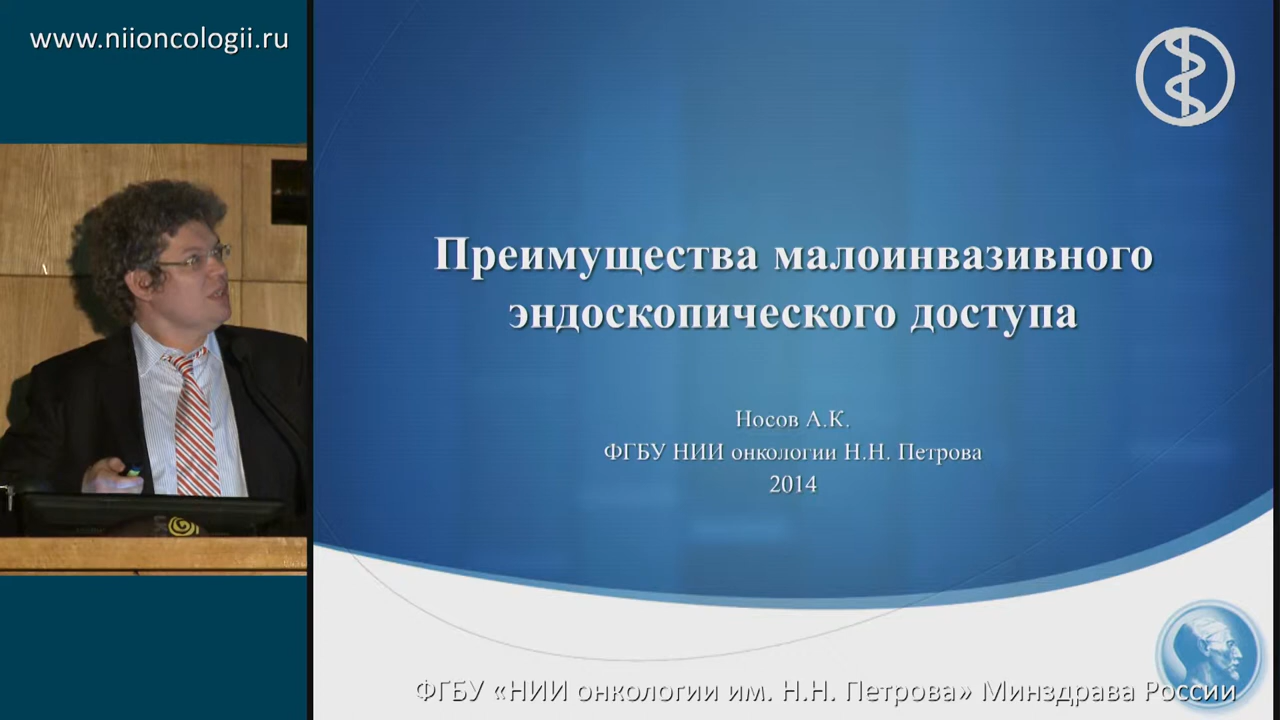 www.niioncologii.ru
Преимущества малоинвазивного
эндоскопического доступа
Носов А.К.
ФГБУ НИИ онкологии Н.Н. Петрова
2014
ФГБУ «НИИ онкологии им. Н.Н. Петрова» Минздрава России